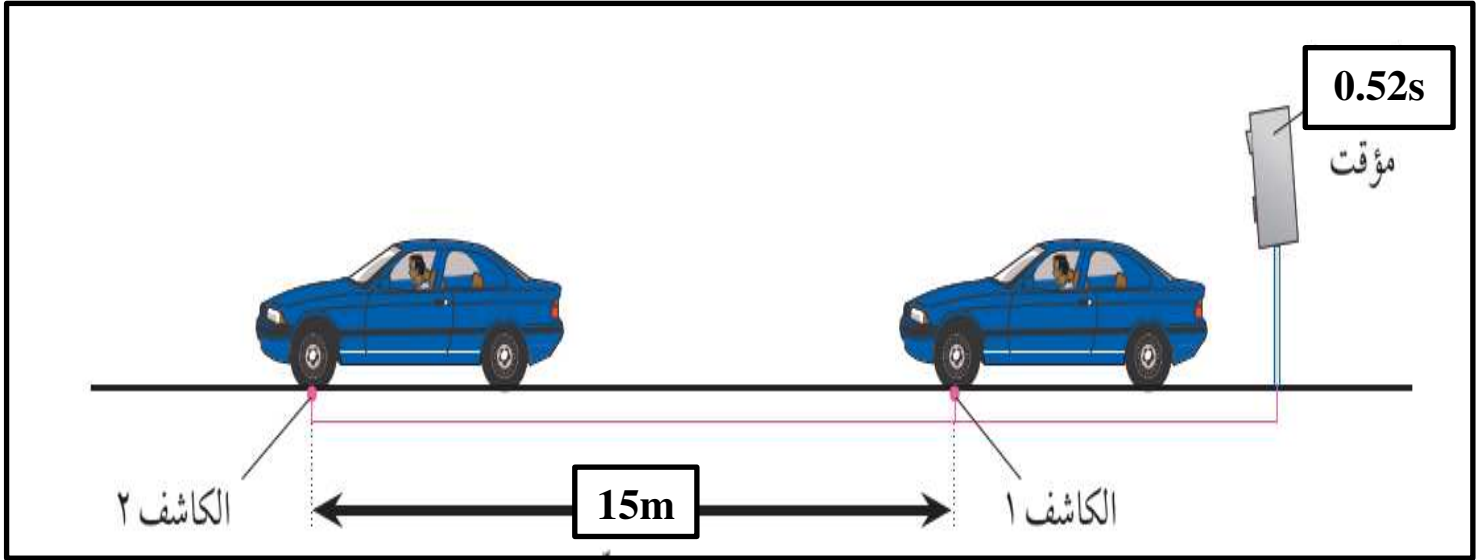 0.52s
مؤقت
الكاشف ١
15m
الكاشف ٢